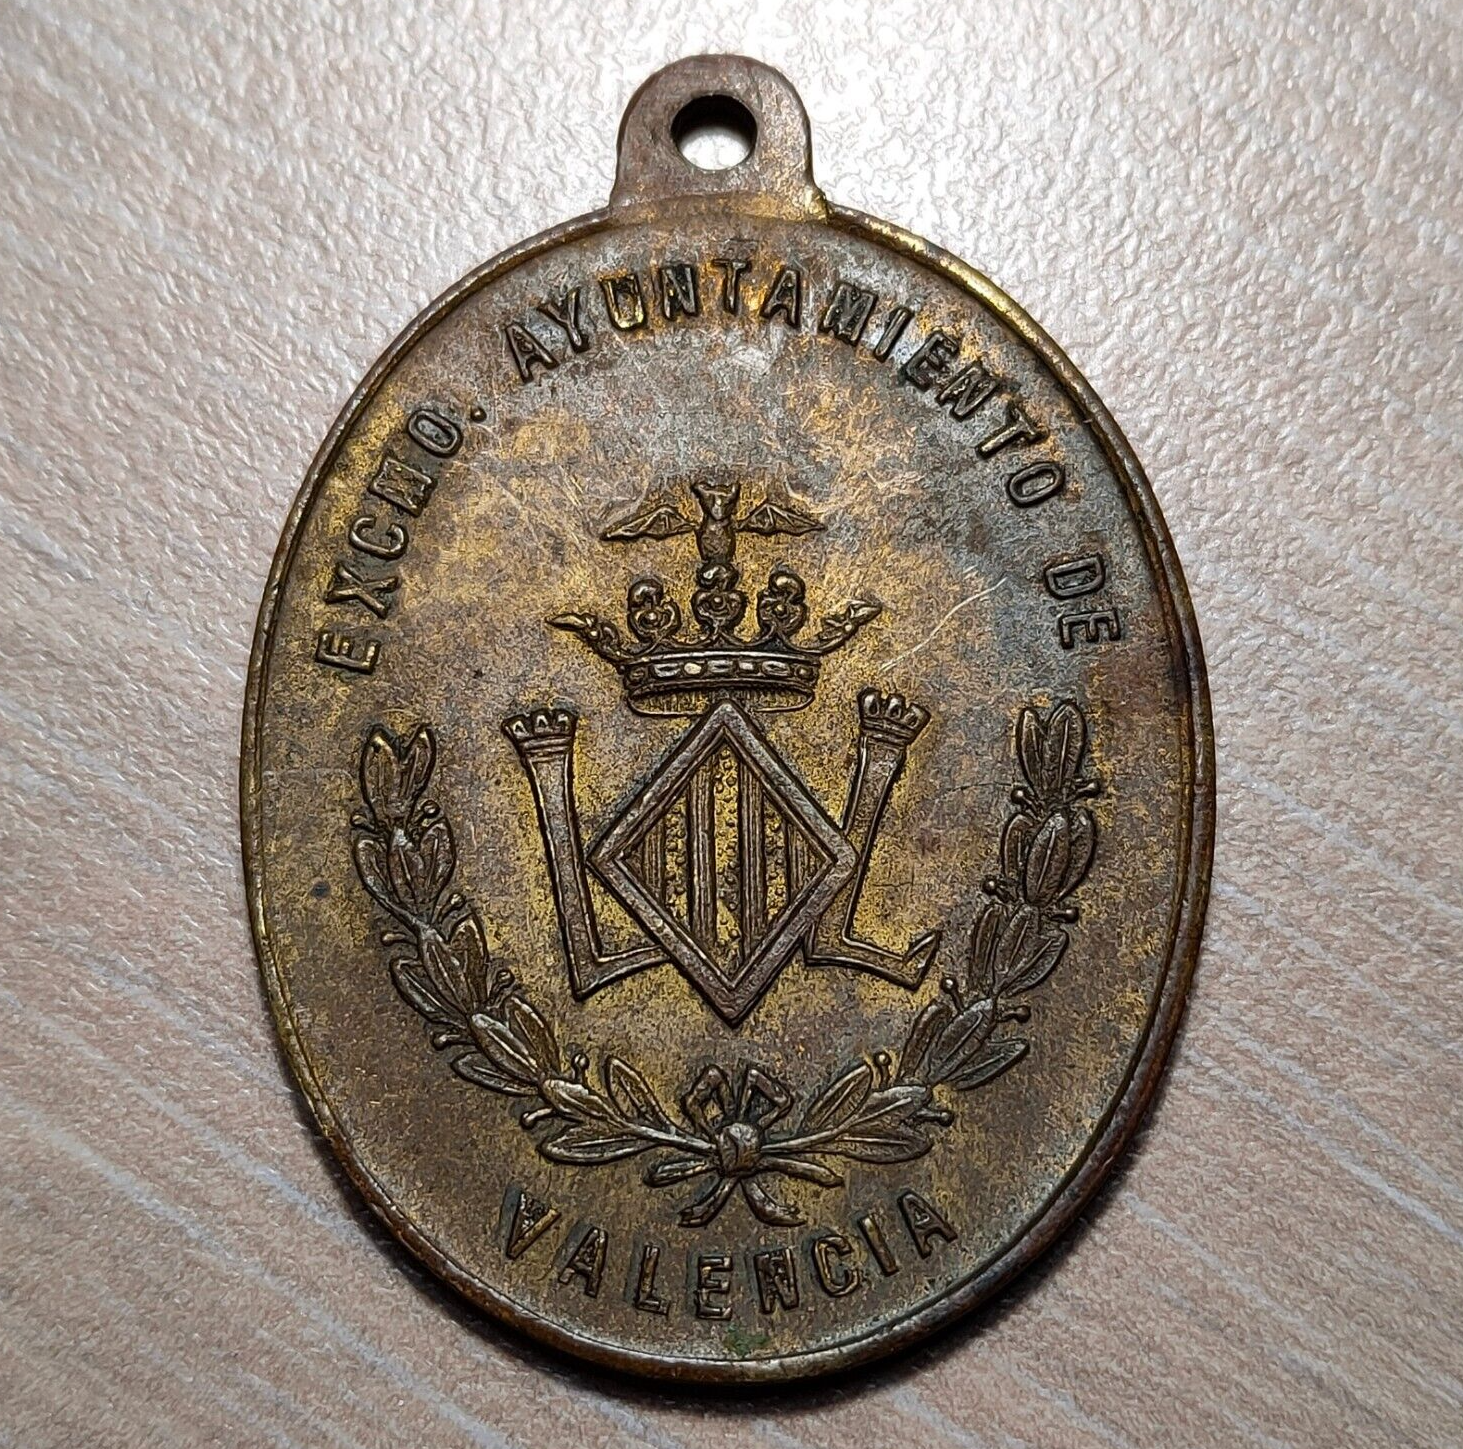 EXCMO. AYUNTAMIENTO DE
L L
VALENCIA